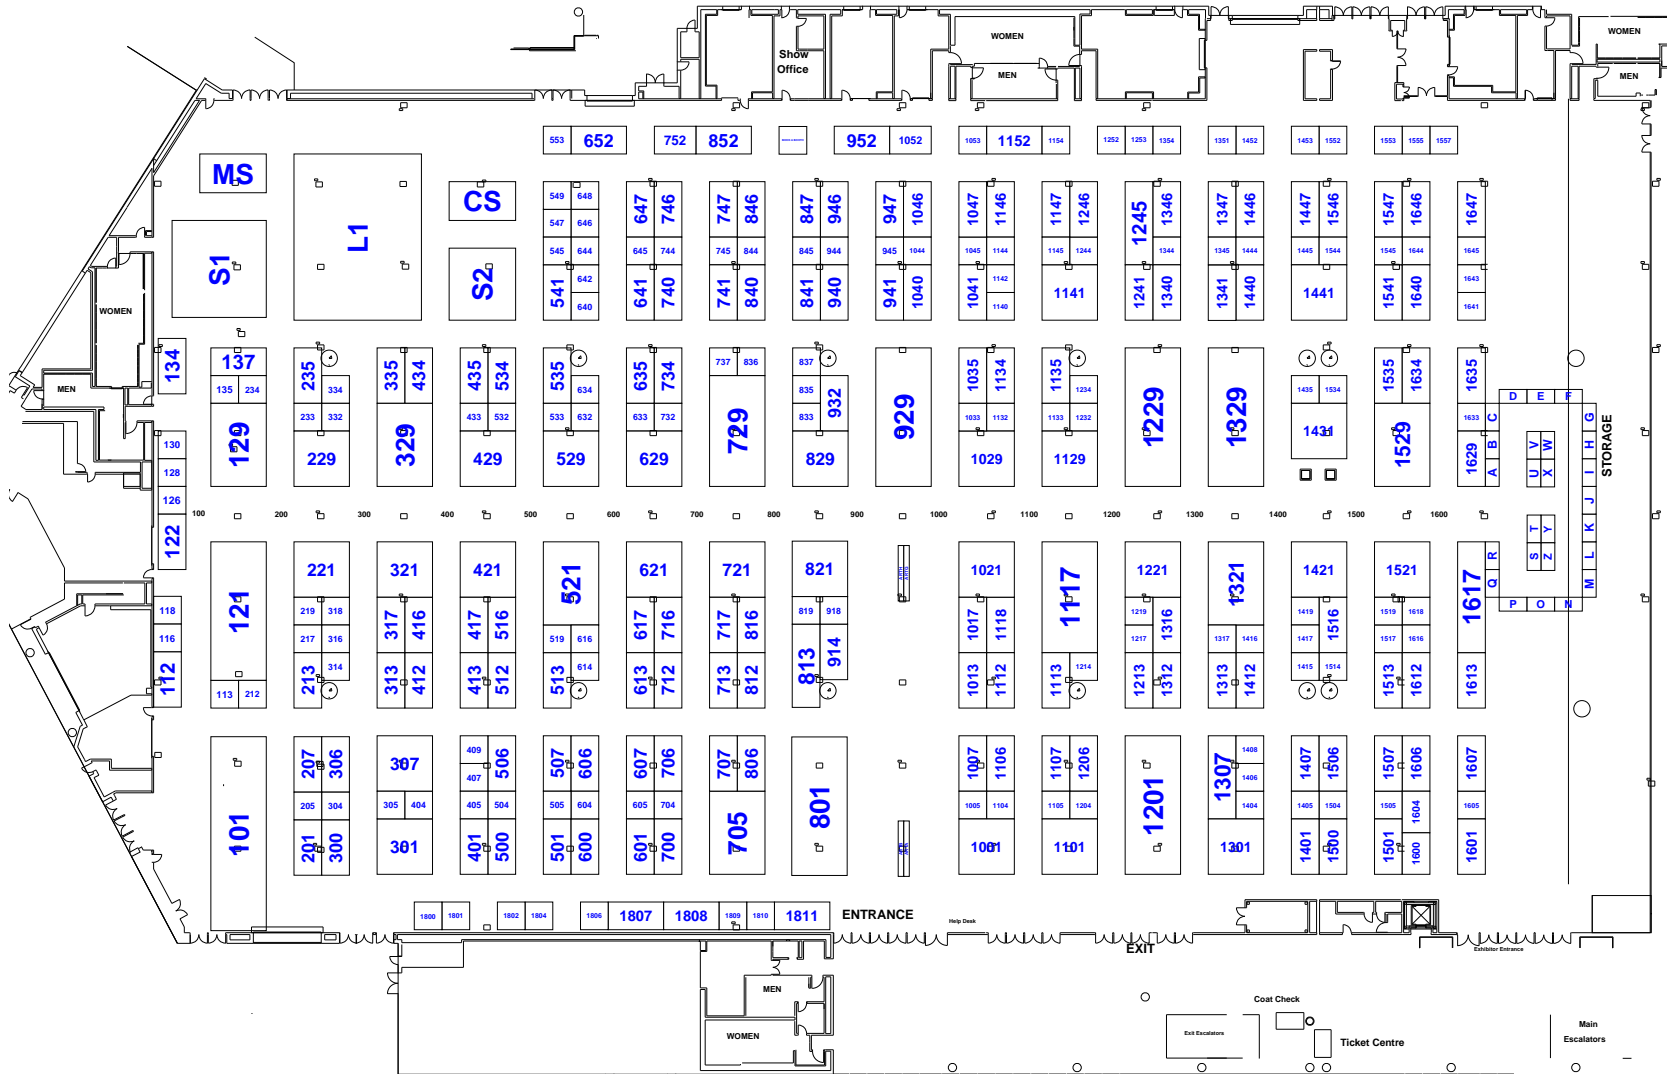 WOMEN
WOMEN
Show
Office
MEN
MEN
553 652 752 852 952 1052 1053 1152 1154 1252 1253 1354 1351 1452 1453 1552 1553 1555 1557
MS
CS
L1
S1
S2
549 648 647 746 747 846 847 946 947 1046 1047 1146 1147 1246 1245 1346 1347 1446 1447 1546 1547 1646 1647
547 646
545 644 645 744 745 844 845 944 945 1044 1045 1144 1145 1244 1344 1345 1444 1445 1544 1545 1644 1645
541 642 641 740 741 840 841 940 941 1040 1041 1142 1141 1241 1340 1341 1440 1441 1541 1640 1643
640 1140 1641
WOMEN
MEN
134 137 235 335 434 435 534 535 635 734 737 836 837 1035 1134 1135 1535 1634 1635
135 234 334 634 835 932 1234 1435 1534
233 332 433 532 533 632 633 732 833 1033 1132 1133 1232 1633
129 329 729 929 1229 1329 1431 1529
130 229 429 529 629 829 1029 1129 1629
128
126
122
D E F
C G
B V W H
A U X I
J
T Y K
R S Z L
Q M
P O N
STORAGE
100 200 300 400 500 600 700 800 900 1000 1100 1200 1300 1400 1500 1600
121 221 321 421 521 621 721 821 1021 1117 1221 1321 1421 1521 1617
118 219 318 317 416 417 516 617 716 717 816 819 918 1017 1118 1219 1316 1419 1516 1519 1618
116 217 316 519 616 813 914 1217 1317 1416 1417 1517 1616
112 213 314 313 412 413 512 513 614 613 712 713 812 1013 1112 1113 1214 1213 1312 1313 1412 1415 1514 1513 1612 1613
113 212
207 306 307 409 506 507 606 607 706 707 806 801 1007 1106 1107 1206 1201 1307 1408 1407 1506 1507 1606 1607
407 1406
101 205 304 305 404 405 504 505 604 605 704 705 1005 1104 1105 1204 1404 1405 1504 1505 1604 1605
201 300 301 401 500 501 600 601 700 1001 1101 1301 1401 1500 1501 1600 1601
1800 1801 1802 1804 1806 1807 1808 1809 1810 1811
ENTRANCE
Help Desk
EXIT
Exhibitor Entrance
MEN
WOMEN
Coat Check
Exit Escalators
Ticket Centre
Main
Escalators